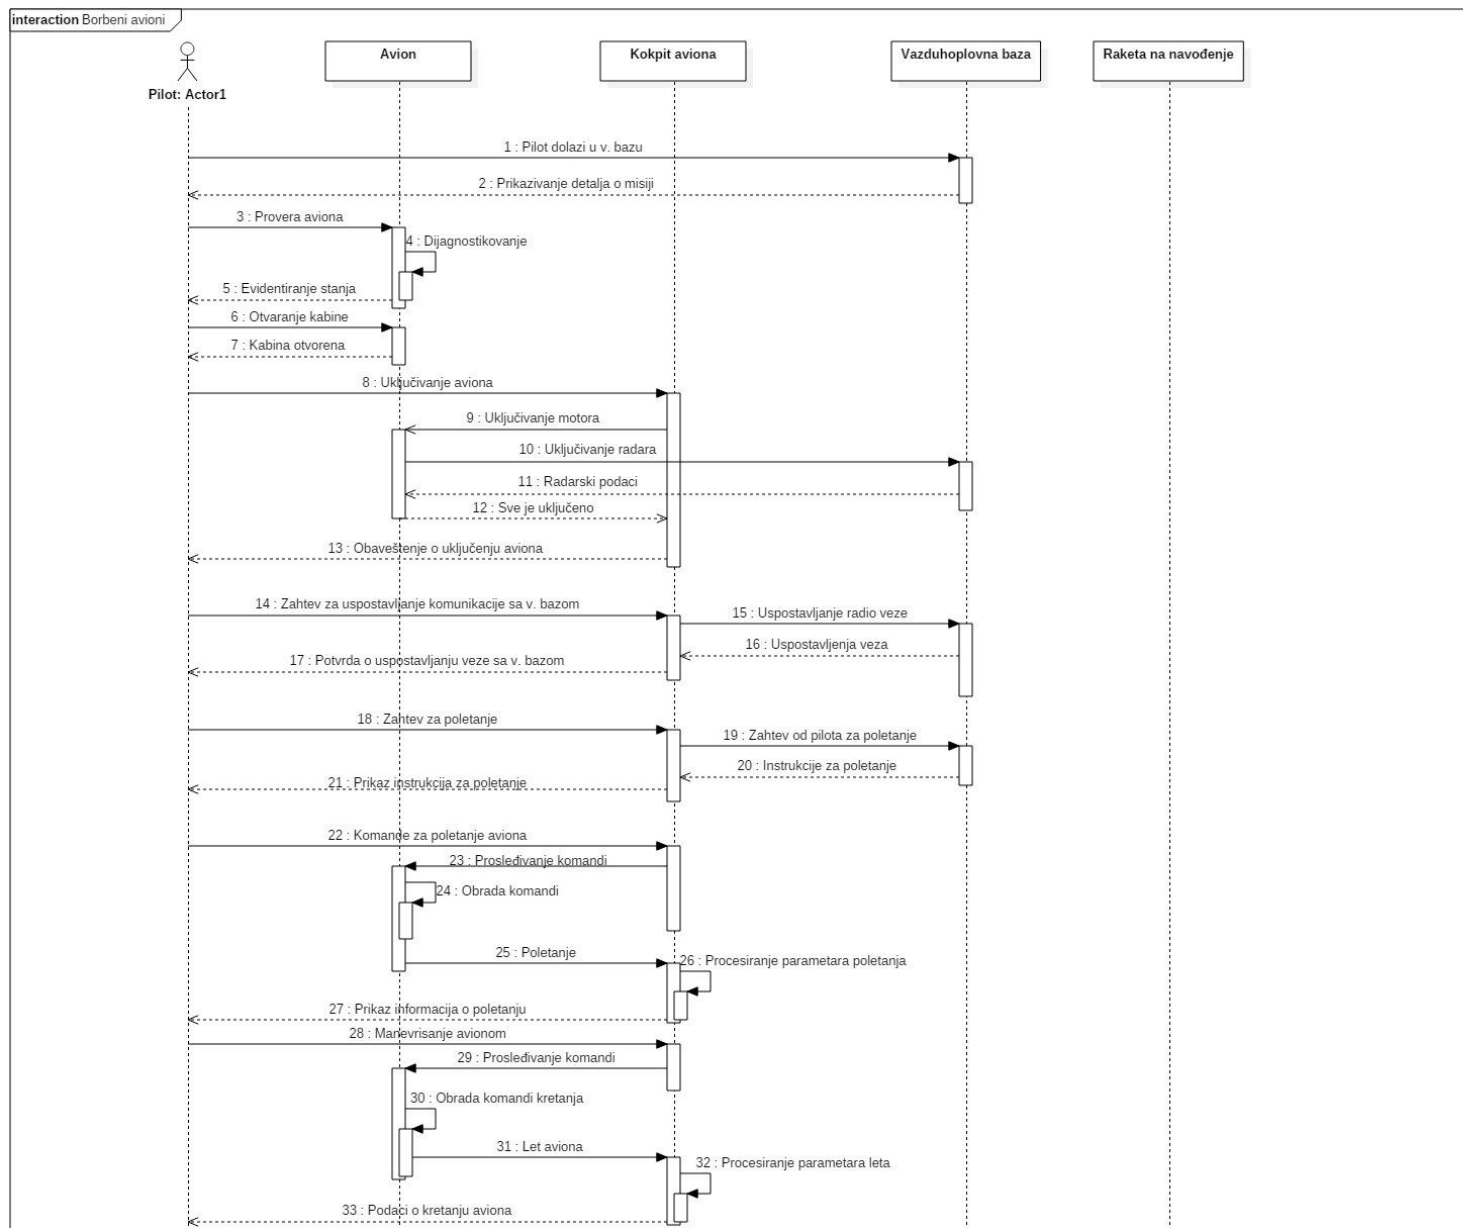 interaction Borbeni avioni
Pilot: Actor1
Avion
Kokpit aviona
Vazduhoplovna baza
Raketa na navođenje
1 : Pilot dolazi u v. bazu
2 : Prikazivanje detalja o misiji
3 : Provera aviona
4 : Dijagnostikovanje
5 : Evidentiranje stanja
6 : Otvaranje kabine
7 : Kabina otvorena
8 : Uključivanje aviona
9 : Uključivanje motora
10 : Uključivanje radara
11 : Radarski podaci
12 : Sve je uključeno
13 : Obaveštenje o uključenju aviona
14 : Zahtev za uspostavljanje komunikacije sa v. bazom
15 : Uspostavljanje radio veze
16 : Uspostavljenja veza
17 : Potvrda o uspostavljanju veze sa v. bazom
18 : Zahtev za poletanje
19 : Zahtev od pilota za poletanje
20 : Instrukcije za poletanje
21 : Prikaz instrukcija za poletanje
22 : Komande za poletanje aviona
23 : Prosleđivanje komandi
24 : Obrada komandi
25 : Poletanje
26 : Procesiranje parametara poletanja
27 : Prikaz informacija o poletanju
28 : Manevrisanje avionom
29 : Prosleđivanje komandi
30 : Obrada komandi kretanja
31 : Let aviona
32 : Procesiranje parametara leta
33 : Podaci o kretanju aviona